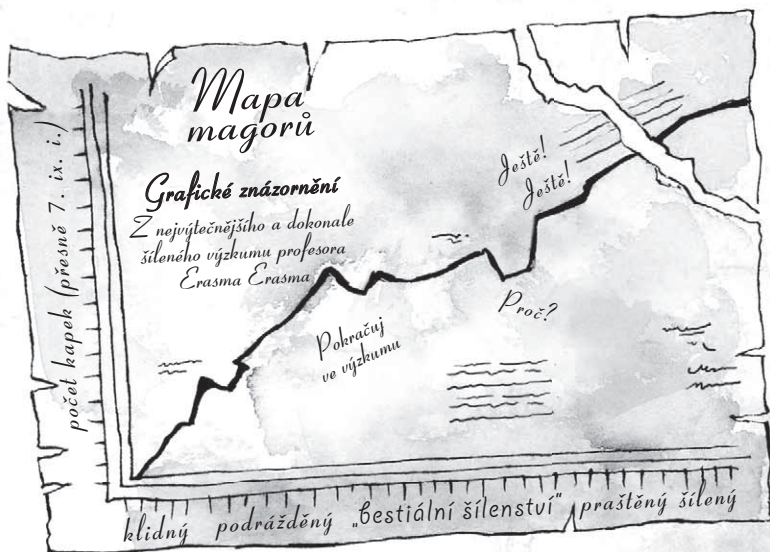 Mapa
magorů
Grafické znázornění
Z nejvýtečnějšího a dokonale
šíleného výzkumu profesora
Erasma Erasma
počet kapek (přesně 7. ix. i.)
Ještě!
Ještě!
Proč?
Pokračuj
ve výzkumu
klidný podrážděný „bestiální šílenství“ praštěný šílený